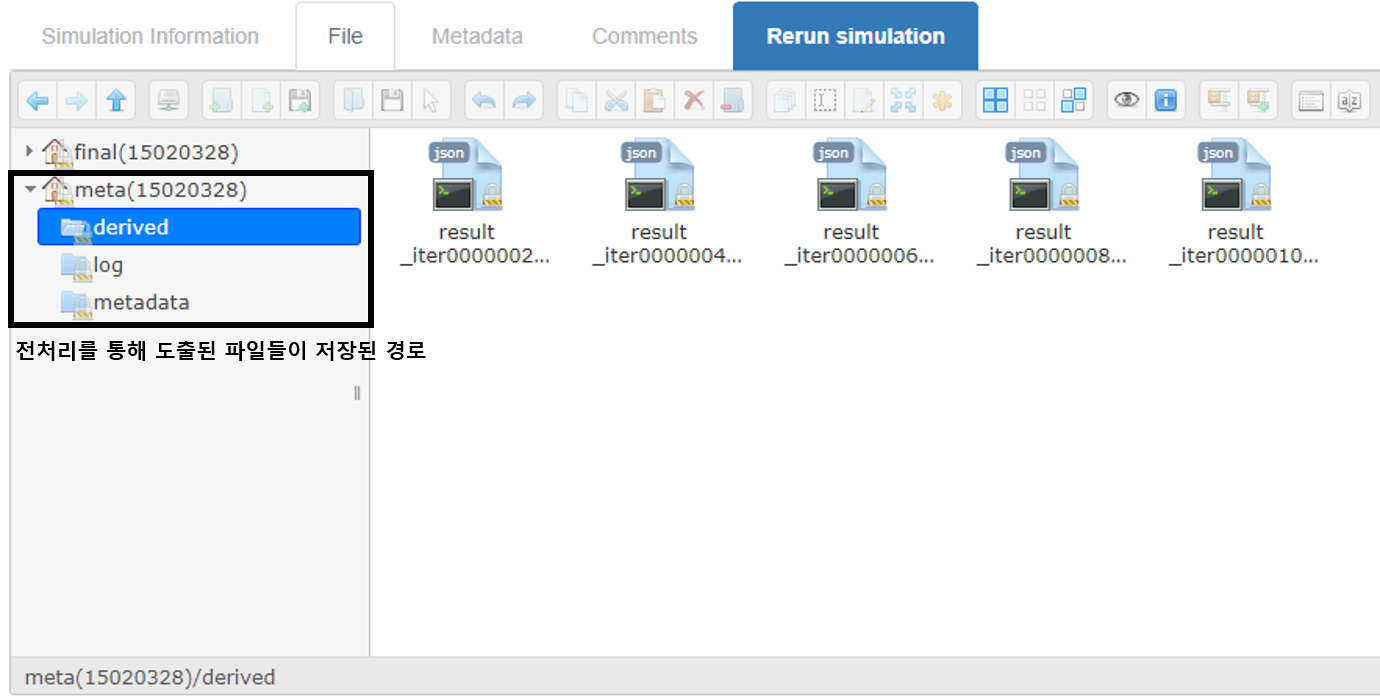 Simulation Information File Metadata Comments Rerun simulation
final(15020328)
meta(15020328)
derived
log
metadata
전처리를 통해 도출된 파일들이 저장된 경로
json json json json json
result result result result result
_iter0000002... _iter0000004... _iter0000006... _iter0000008... _iter0000010...
meta(15020328)/derived